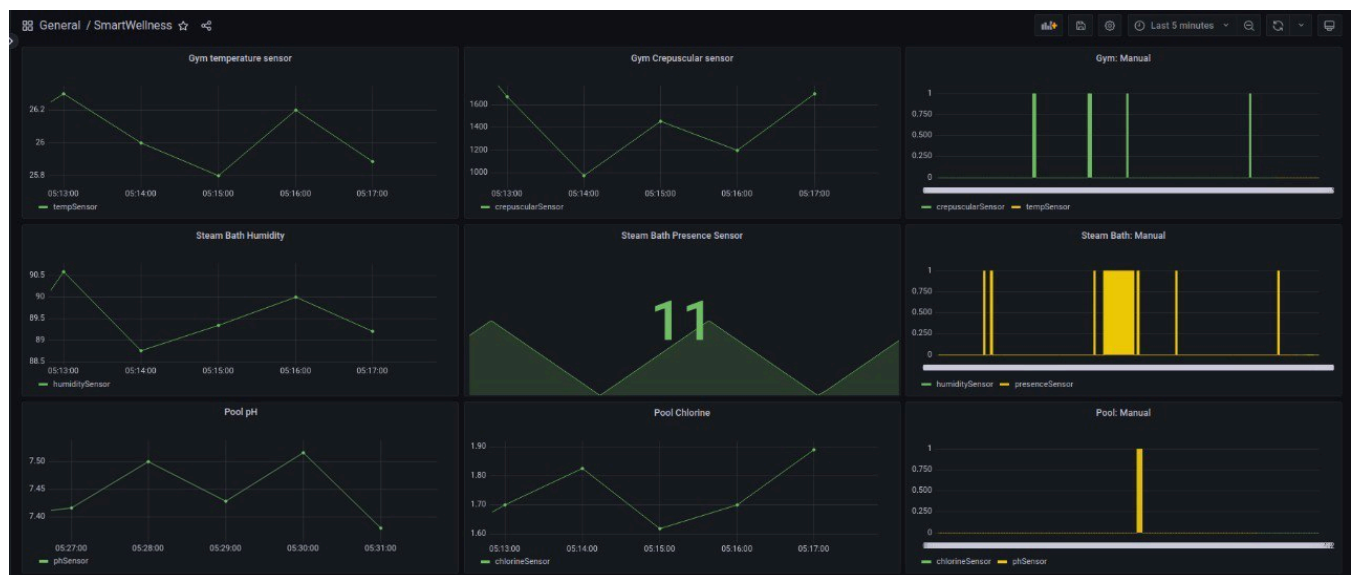 General / SmartWellness
Last 5 minutes
Gym temperature sensor
26.2
26
25.8
05:13:00 05:14:00 05:15:00 05:16:00 05:17:00
tempSensor
Gym Crepuscular sensor
1600
1400
1200
1000
05:13:00 05:14:00 05:15:00 05:16:00 05:17:00
crepuscularSensor
Gym: Manual
1
0.750
0.500
0.250
0
crepuscularSensor tempSensor
Steam Bath Humidity
90.5
90
89.5
89
88.5
05:13:00 05:14:00 05:15:00 05:16:00 05:17:00
humiditySensor
Steam Bath Presence Sensor
11
Steam Bath: Manual
1
0.750
0.500
0.250
0
humiditySensor presenceSensor
Pool pH
7.50
7.45
7.40
05:27:00 05:28:00 05:29:00 05:30:00 05:31:00
phSensor
Pool Chlorine
1.90
1.80
1.70
1.60
05:13:00 05:14:00 05:15:00 05:16:00 05:17:00
chlorineSensor
Pool: Manual
1
0.750
0.500
0.250
0
chlorineSensor phSensor